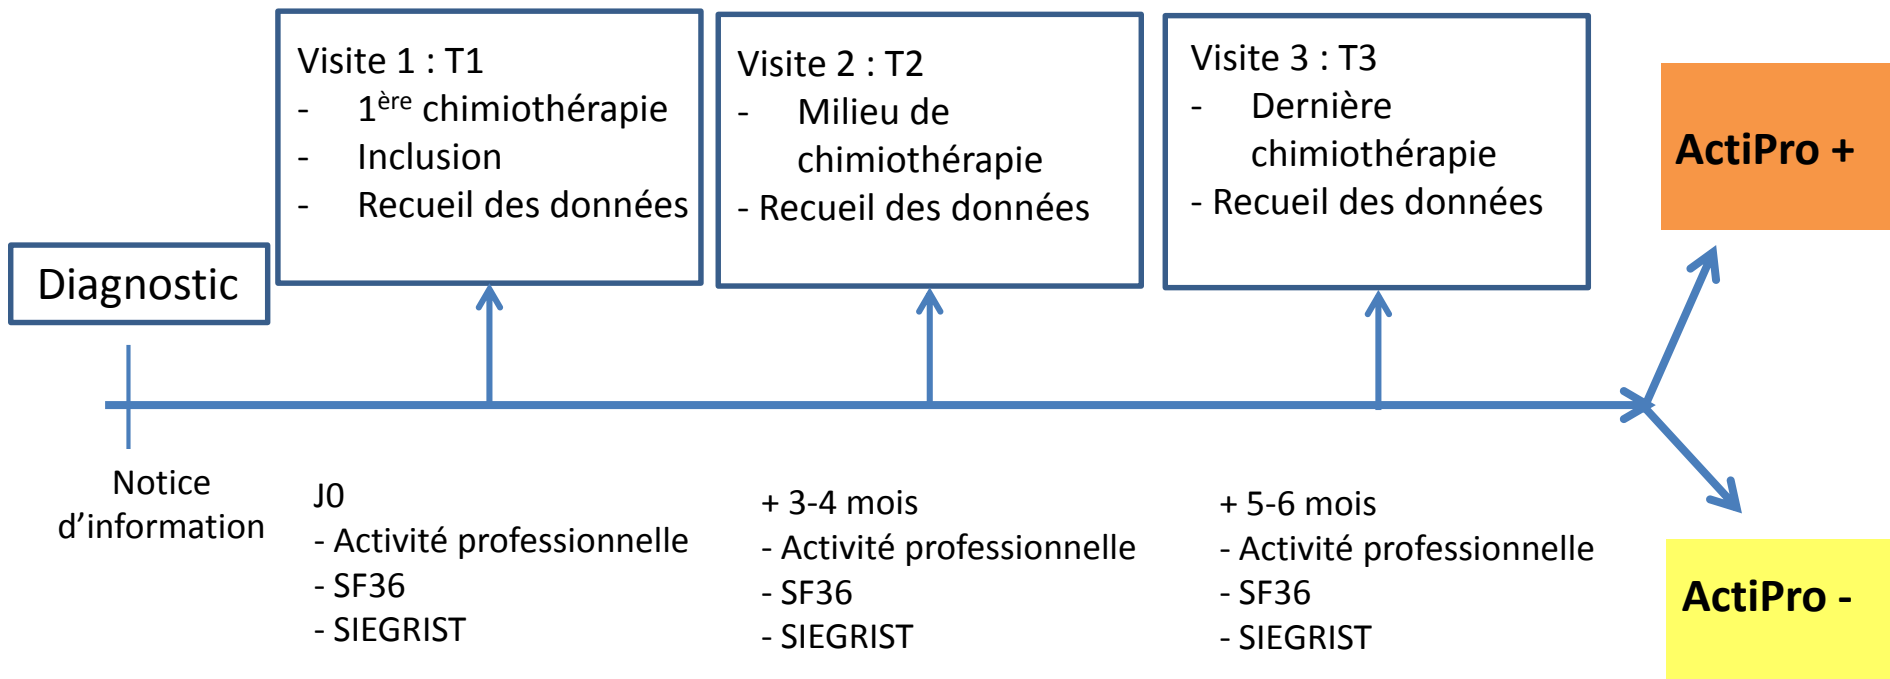 Diagnostic
Notice
d’information
Visite 1 : T1
- 1ère chimiothérapie
- Inclusion
- Recueil des données
J0
- Activité professionnelle
- SF36
- SIEGRIST
Visite 2 : T2
- Milieu de
chimiothérapie
- Recueil des données
+ 3-4 mois
- Activité professionnelle
- SF36
- SIEGRIST
Visite 3 : T3
- Dernière
chimiothérapie
- Recueil des données
+ 5-6 mois
- Activité professionnelle
- SF36
- SIEGRIST
ActiPro +
ActiPro -